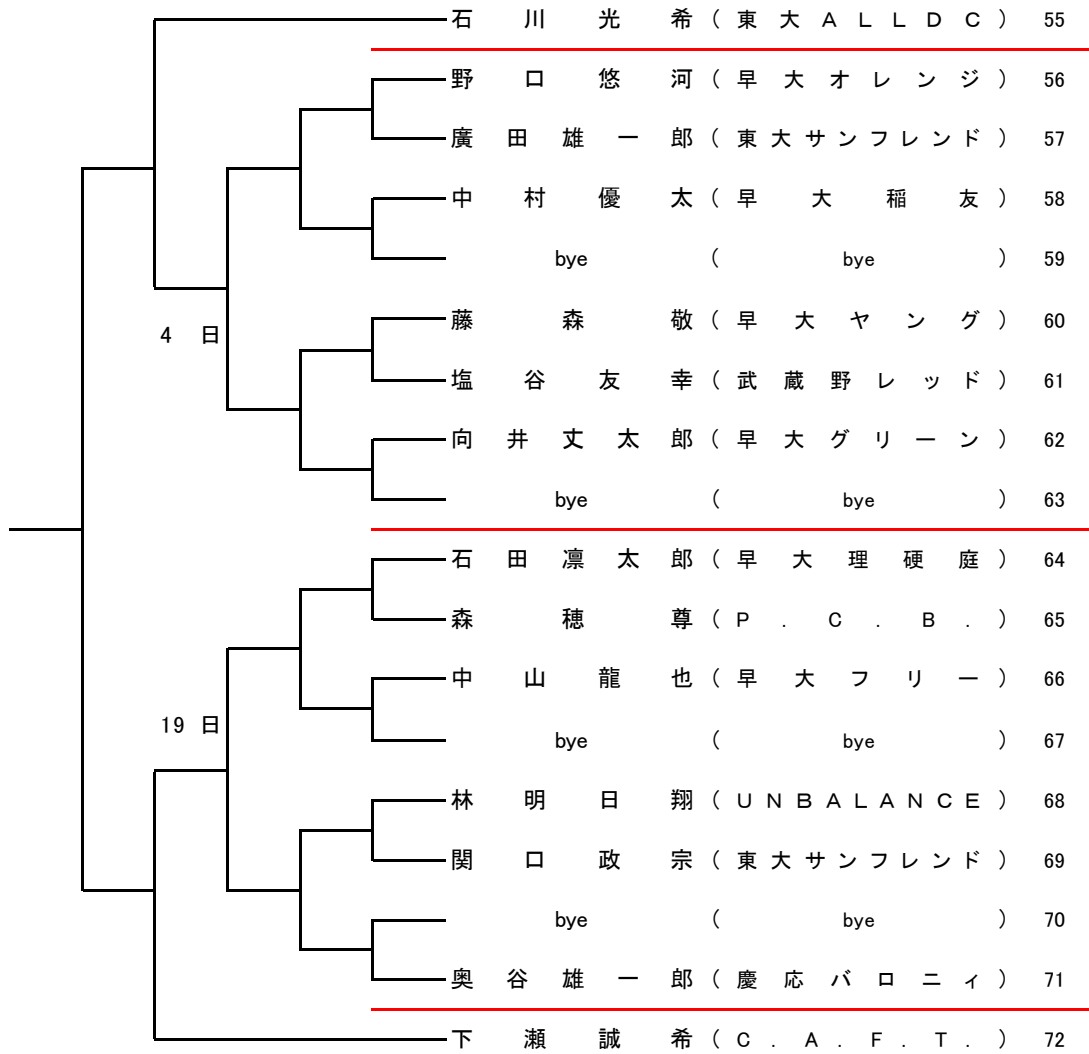 石川光希(東大ALLDC) 55
野口悠河(早大オレンジ) 56
廣田雄一郎(東大サンフレンド) 57
中村優太(早大稲友) 58
bye(bye) 59
4日
藤森敬(早大ヤング) 60
塩谷友幸(武蔵野レッド) 61
向井丈太郎(早大グリーン) 62
bye(bye) 63
石田凛太郎(早大理硬庭) 64
森穂尊(P.C.B.) 65
中山龍也(早大フリー) 66
19日
bye(bye) 67
林明日翔(UNBALANCE) 68
関口政宗(東大サンフレンド) 69
bye(bye) 70
奥谷雄一郎(慶応バロニィ) 71
下瀬誠希(C.A.F.T.) 72